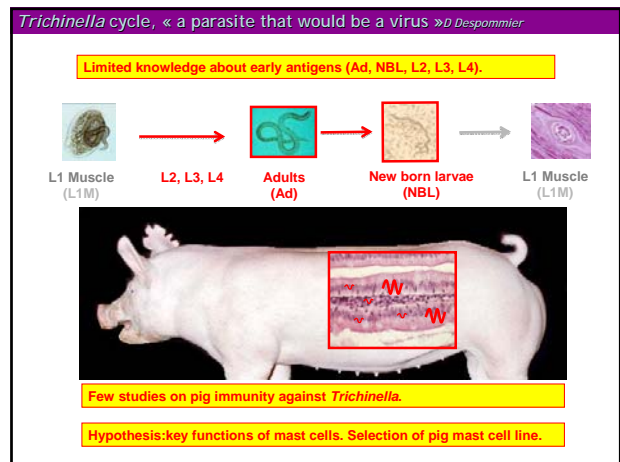 Trichinella cycle, « a parasite that would be a virus »D Despommier
Limited knowledge about early antigens (Ad, NBL, L2, L3, L4).
L1 Muscle
(L1M)
L2, L3, L4
Adults
(Ad)
New born larvae
(NBL)
L1 Muscle
(L1M)
Few studies on pig immunity against Trichinella.
Hypothesis:key functions of mast cells. Selection of pig mast cell line.